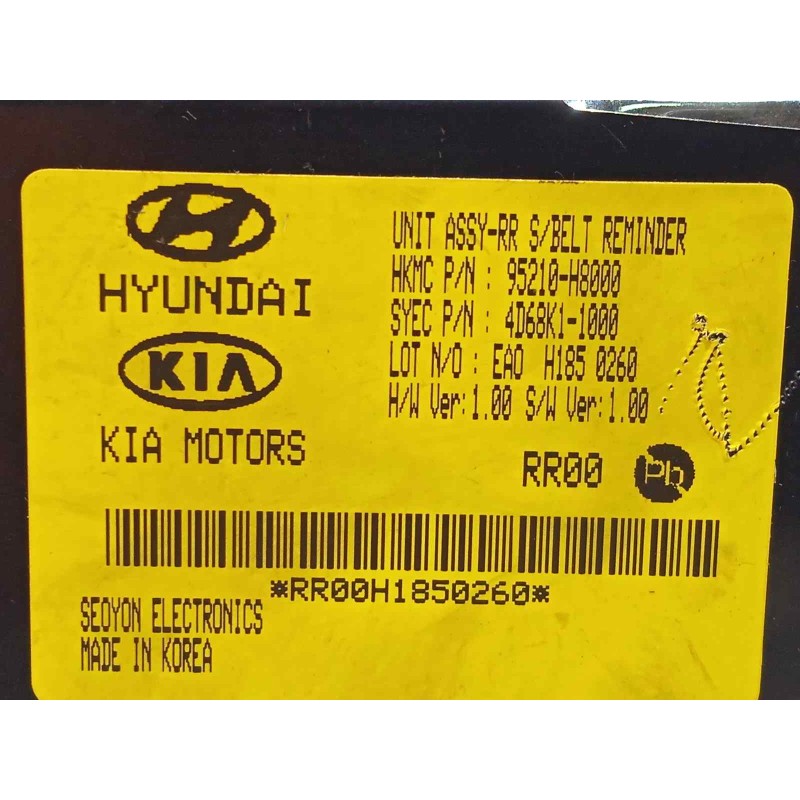 HYUNDAI
KIA
KIA MOTORS
UNIT ASSY-RR S/BELT REMINDER
HKMC P/N : 95210-H8000
SYEC P/N : 4D68K1-1000
LOT N/O : EAO H185 0260
H/W Ver:1.00 S/W Ver:1.00
RR00 Pb
*RR00H1850260*
SEOYON ELECTRONICS
MADE IN KOREA